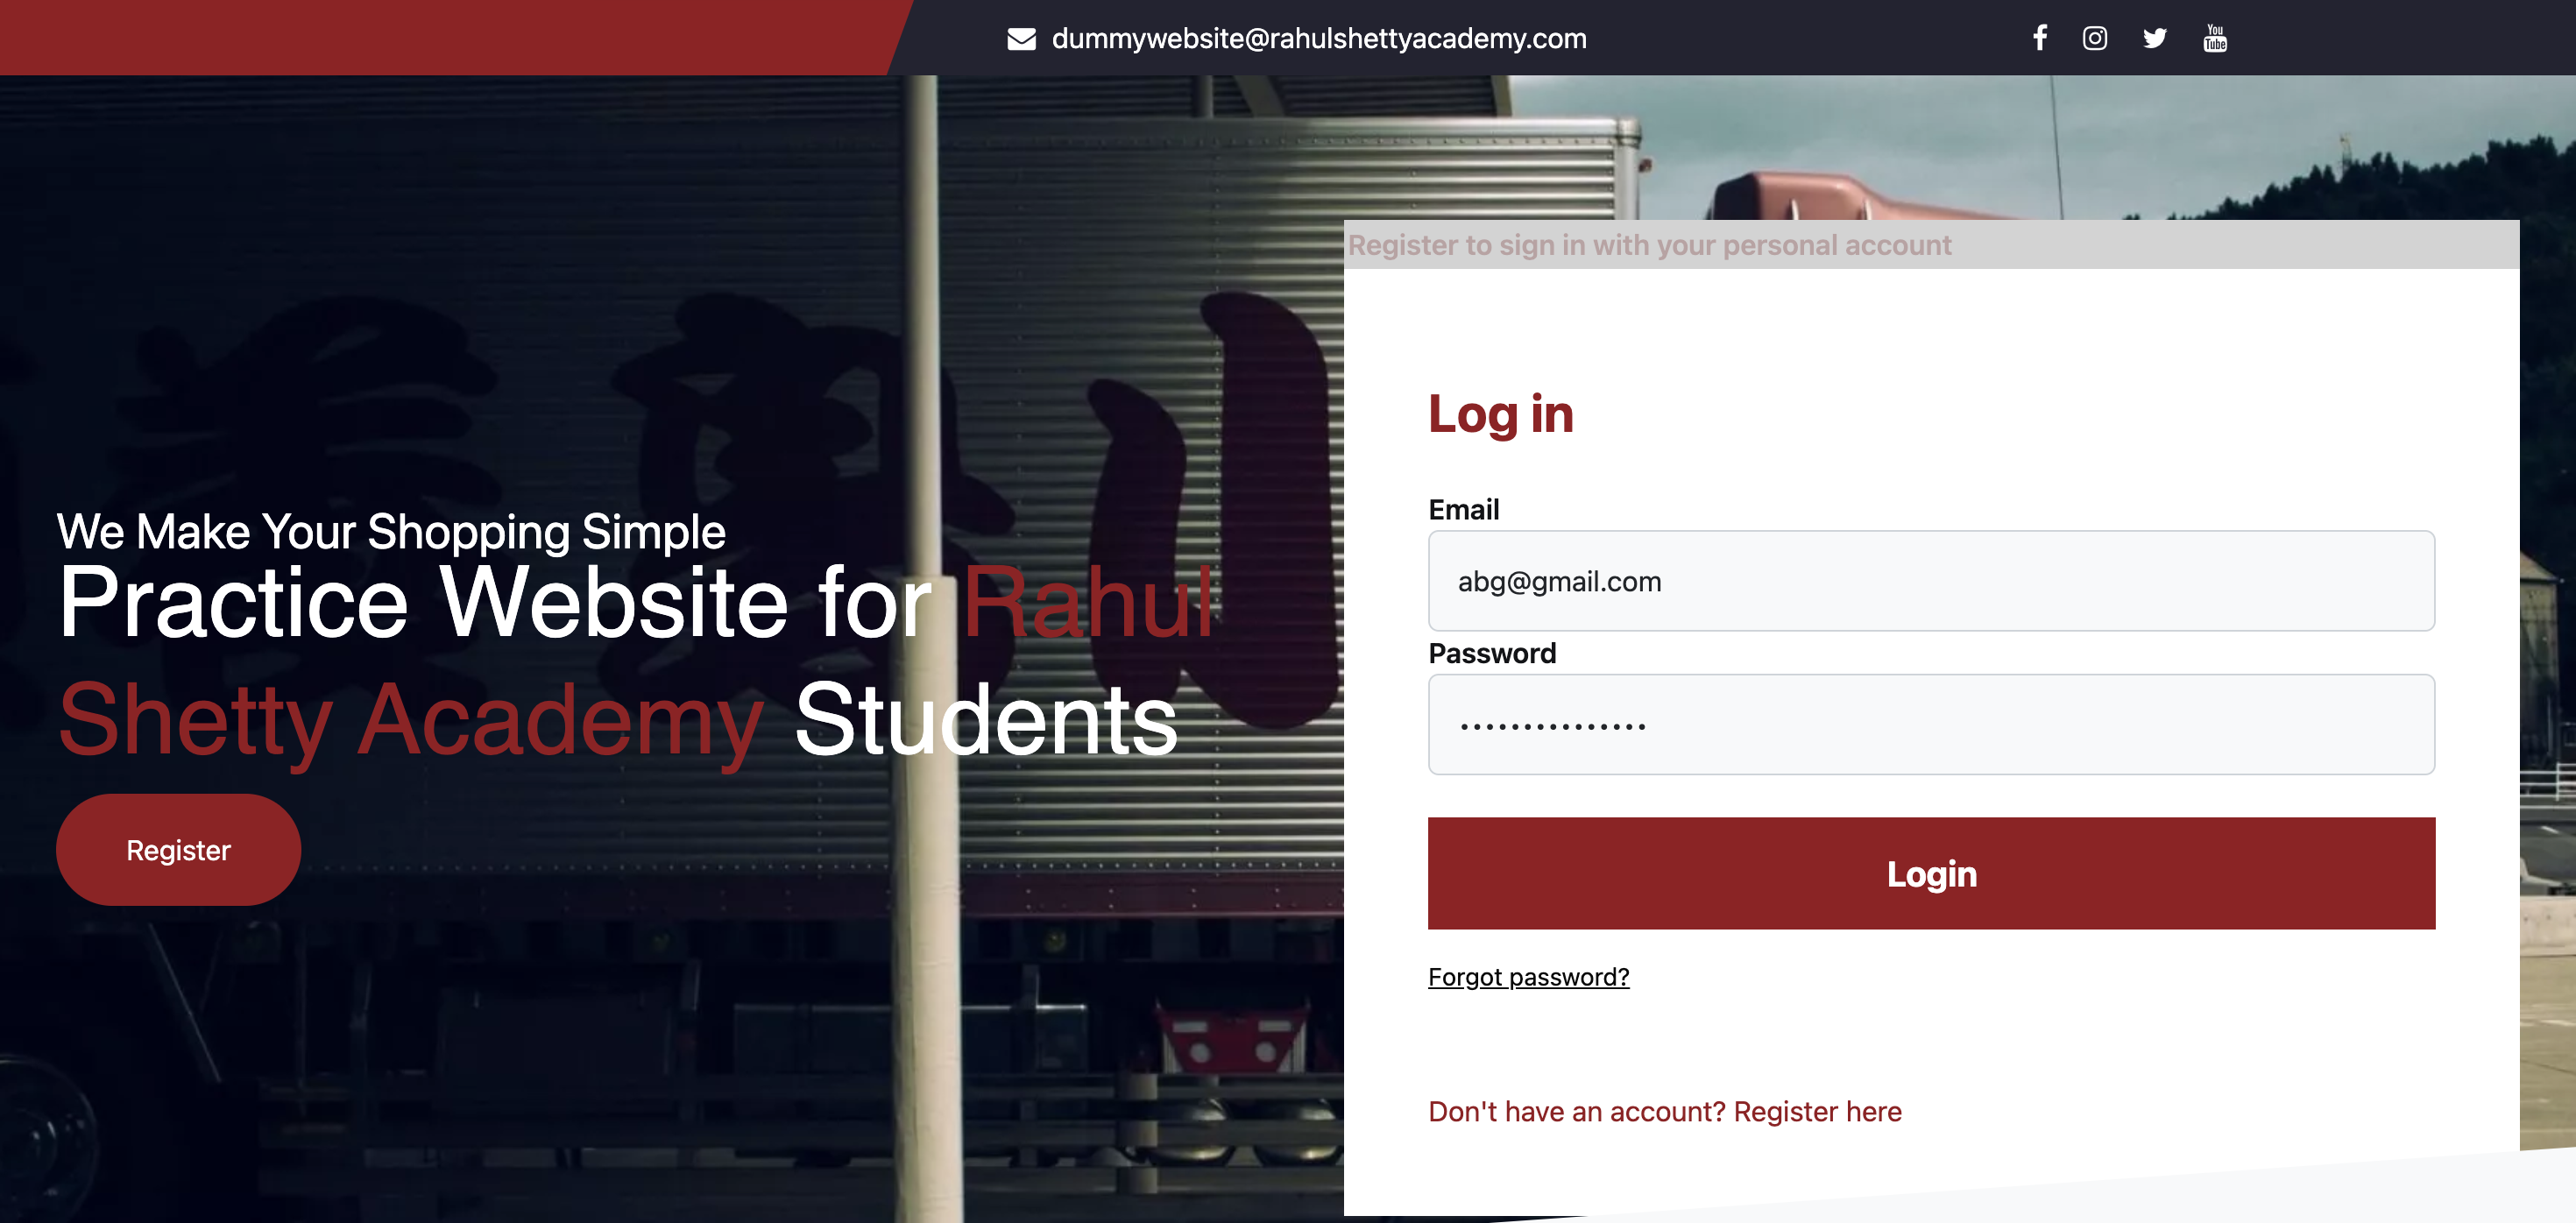 dummywebsite@rahulshettyacademy.com
You
Tube
Register to sign in with your personal account
We Make Your Shopping Simple
Practice Website for Rahul
Shetty Academy Students
Register
Log in
Email
abg@gmail.com
Password
•••••••••••••••
Login
Forgot password?
Don't have an account? Register here